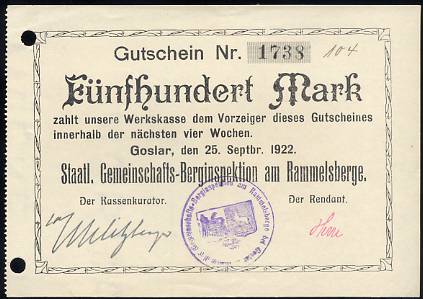 Gutschein Nr. 1738 104
Fünfhundert Mark
zahlt unsere Werkskasse dem Vorzeiger dieses Gutscheines
innerhalb der nächsten vier Wochen.
Goslar, den 25. Septbr. 1922.
Staatl. Gemeinschafts-Berginspektion am Rammelsberge.
Der Kassenkurator. Der Rendant.